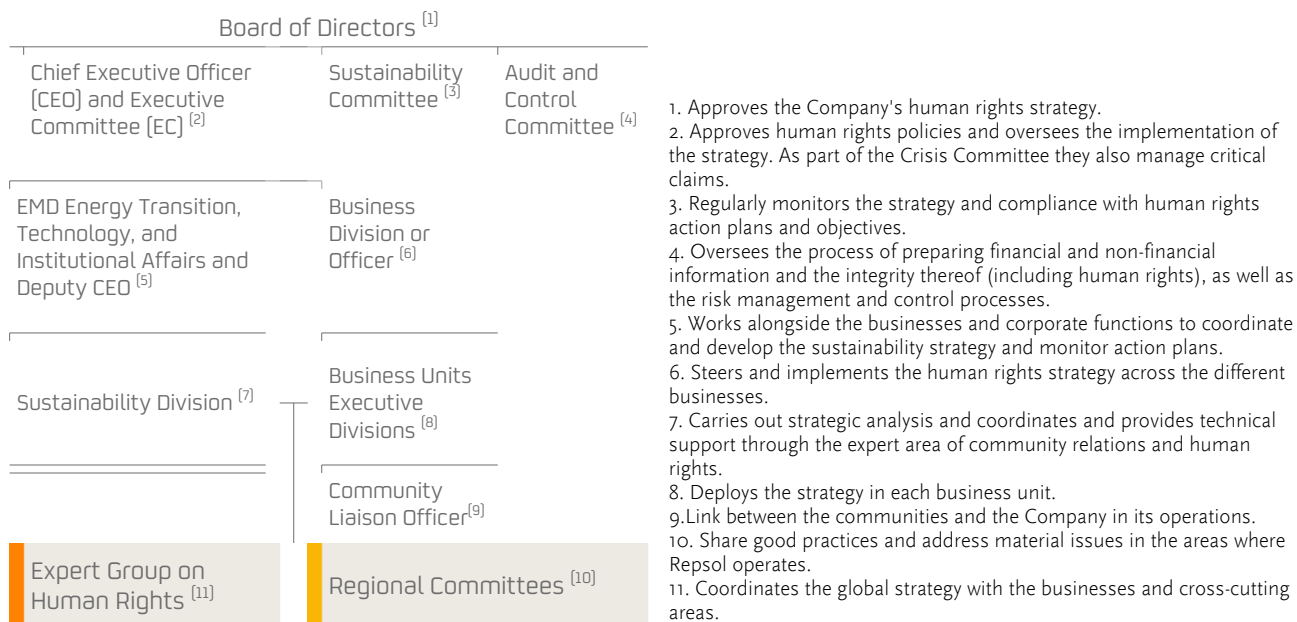 Board of Directors (1)
Chief Executive Officer
(CEO) and Executive
Committee (EC) (2)
Sustainability
Committee (3)
Audit and
Control
Committee (4)
EMD Energy Transition,
Technology, and
Institutional Affairs and
Deputy CEO (5)
Business
Division or
Officer (6)
Sustainability Division (7)
Business Units
Executive
Divisions (8)
Community
Liaison Officer(9)
Expert Group on
Human Rights (11)
Regional Committees (10)
1. Approves the Company's human rights strategy.
2. Approves human rights policies and oversees the implementation of
the strategy. As part of the Crisis Committee they also manage critical
claims.
3. Regularly monitors the strategy and compliance with human rights
action plans and objectives.
4. Oversees the process of preparing financial and non-financial
information and the integrity thereof (including human rights), as well as
the risk management and control processes.
5. Works alongside the businesses and corporate functions to coordinate
and develop the sustainability strategy and monitor action plans.
6. Steers and implements the human rights strategy across the different
businesses.
7. Carries out strategic analysis and coordinates and provides technical
support through the expert area of community relations and human
rights.
8. Deploys the strategy in each business unit.
9.Link between the communities and the Company in its operations.
10. Share good practices and address material issues in the areas where
Repsol operates.
11. Coordinates the global strategy with the businesses and cross-cutting
areas.